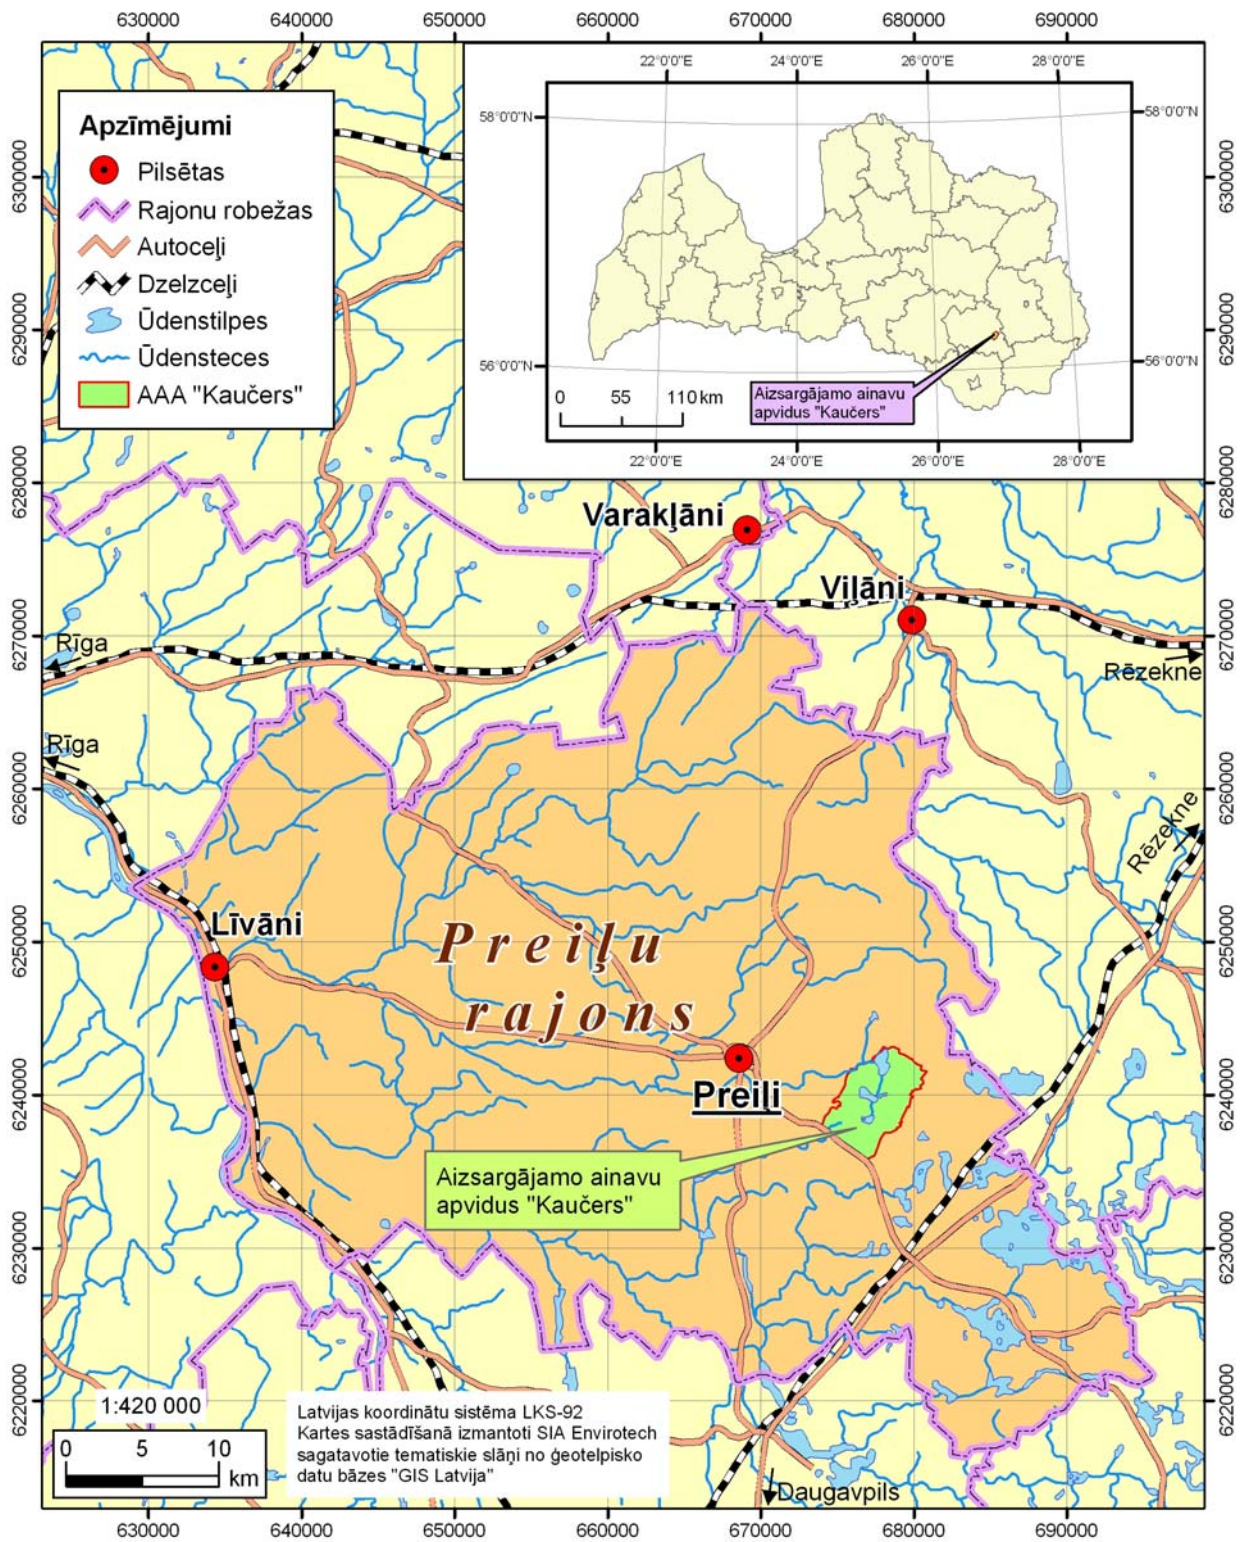 630000 640000 650000 660000 670000 680000 690000
22°0'0"E 24°0'0"E 26°0'0"E 28°0'0"E
58°0'0"N 58°0'0"N
Apzīmējumi
Pilsētas
Rajonu robežas
Autoceļi
Dzelzceļi
Ūdenstilpes
Ūdensteces
AAA "Kaučers"
6300000 6300000
6290000 6290000
56°0'0"N 56°0'0"N
0 55 110 km
Aizsargājamo ainavu
apvidus "Kaučers"
22°0'0"E 24°0'0"E 26°0'0"E 28°0'0"E
6280000 6280000
Varakļāni
Viļāni
6270000 6270000
Rīga
Rēzekne
Rīga
6260000 6260000
Rēzekne
Līvāni
6250000 6250000
Preiļu
rajons
Preiļi
6240000 6240000
Aizsargājamo ainavu
apvidus "Kaučers"
6230000 6230000
6220000 6220000
1:420 000
0 5 10
km
Latvijas koordinātu sistēma LKS-92
Kartes sastādīšanā izmantoti SIA Envirotech
sagatavotie tematiskie slāņi no ģeotelpisko
datu bāzes "GIS Latvija"
Daugavpils
630000 640000 650000 660000 670000 680000 690000